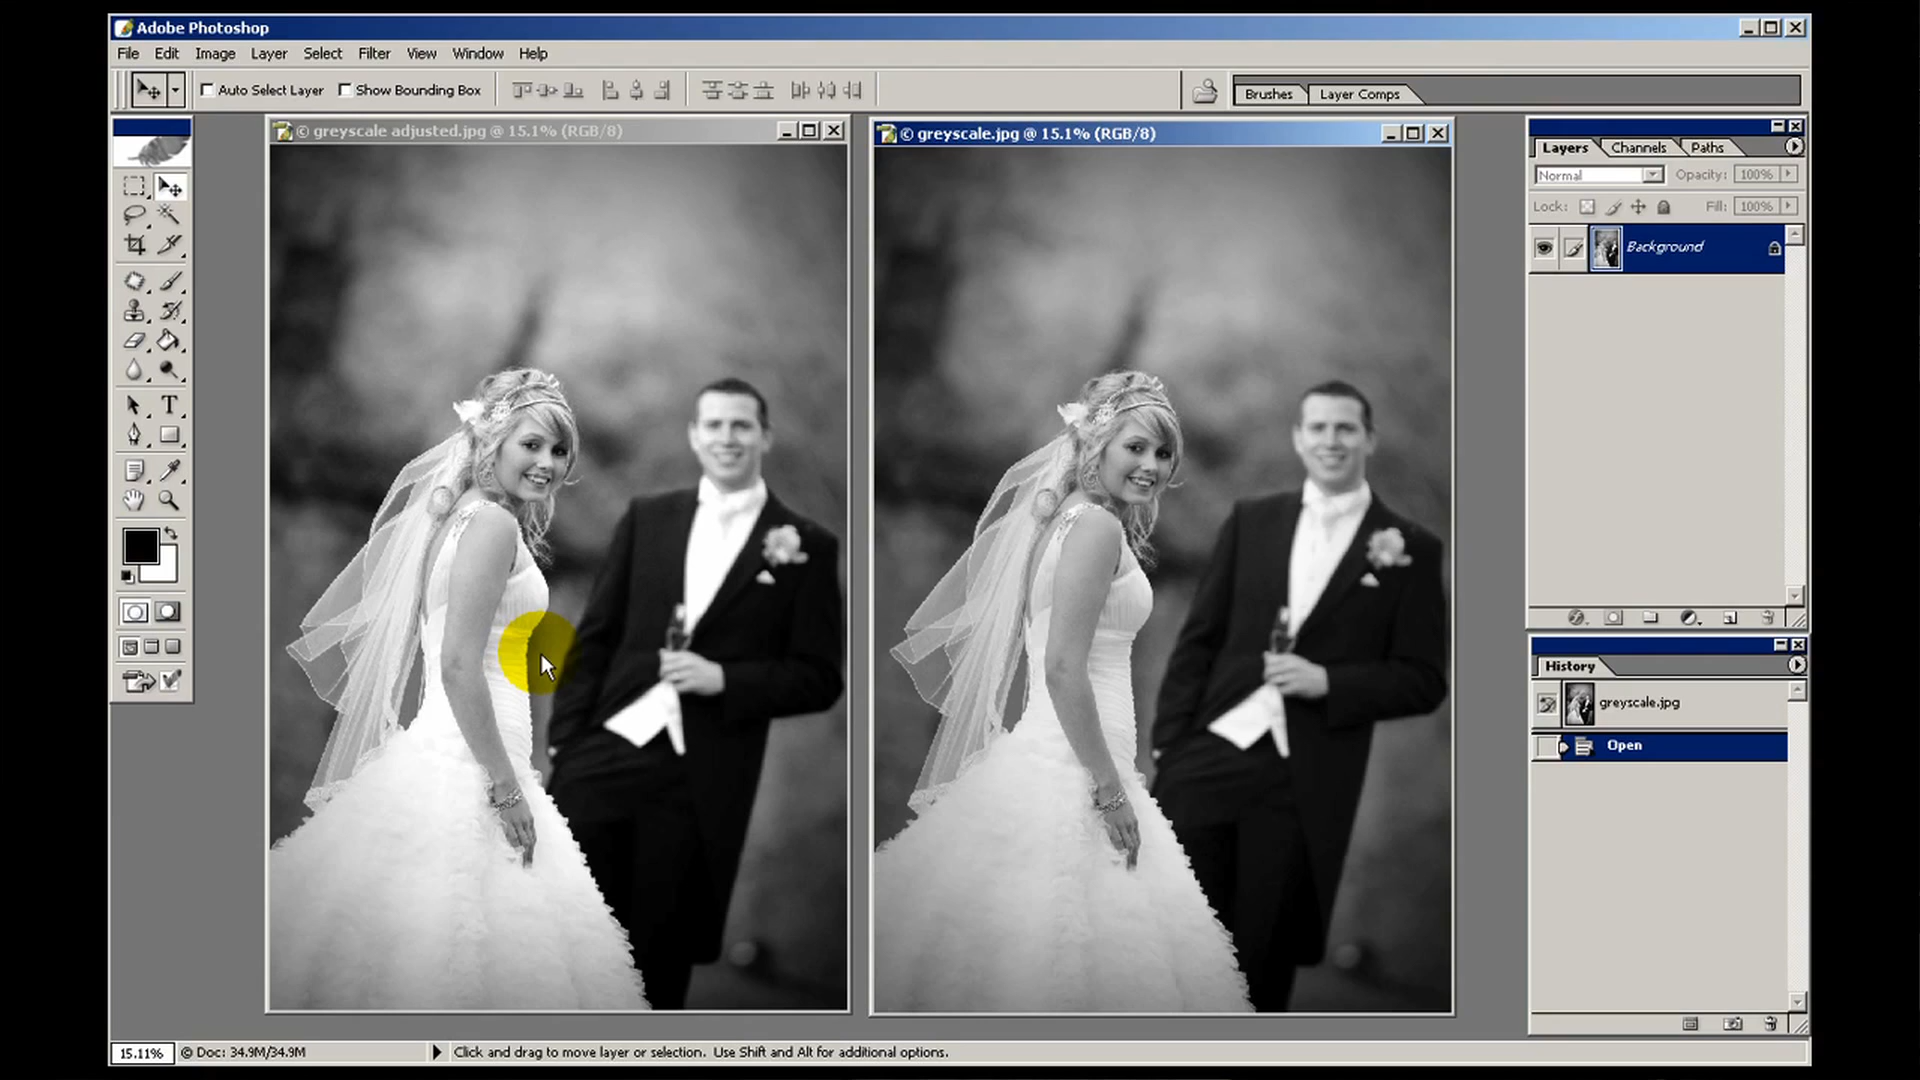 Adobe Photoshop
File Edit Image Layer Select Filter View Window Help
Auto Select Layer Show Bounding Box Brushes Layer Comps
© greyscale adjusted.jpg @ 15.1% (RGB/8)
© greyscale.jpg @ 15.1% (RGB/8)
Layers Channels Paths
Normal Opacity: 100%
Lock: Fill: 100%
Background
History
greyscale.jpg
Open
T
15.11% © Doc: 34.9M/34.9M Click and drag to move layer or selection. Use Shift and Alt for additional options.